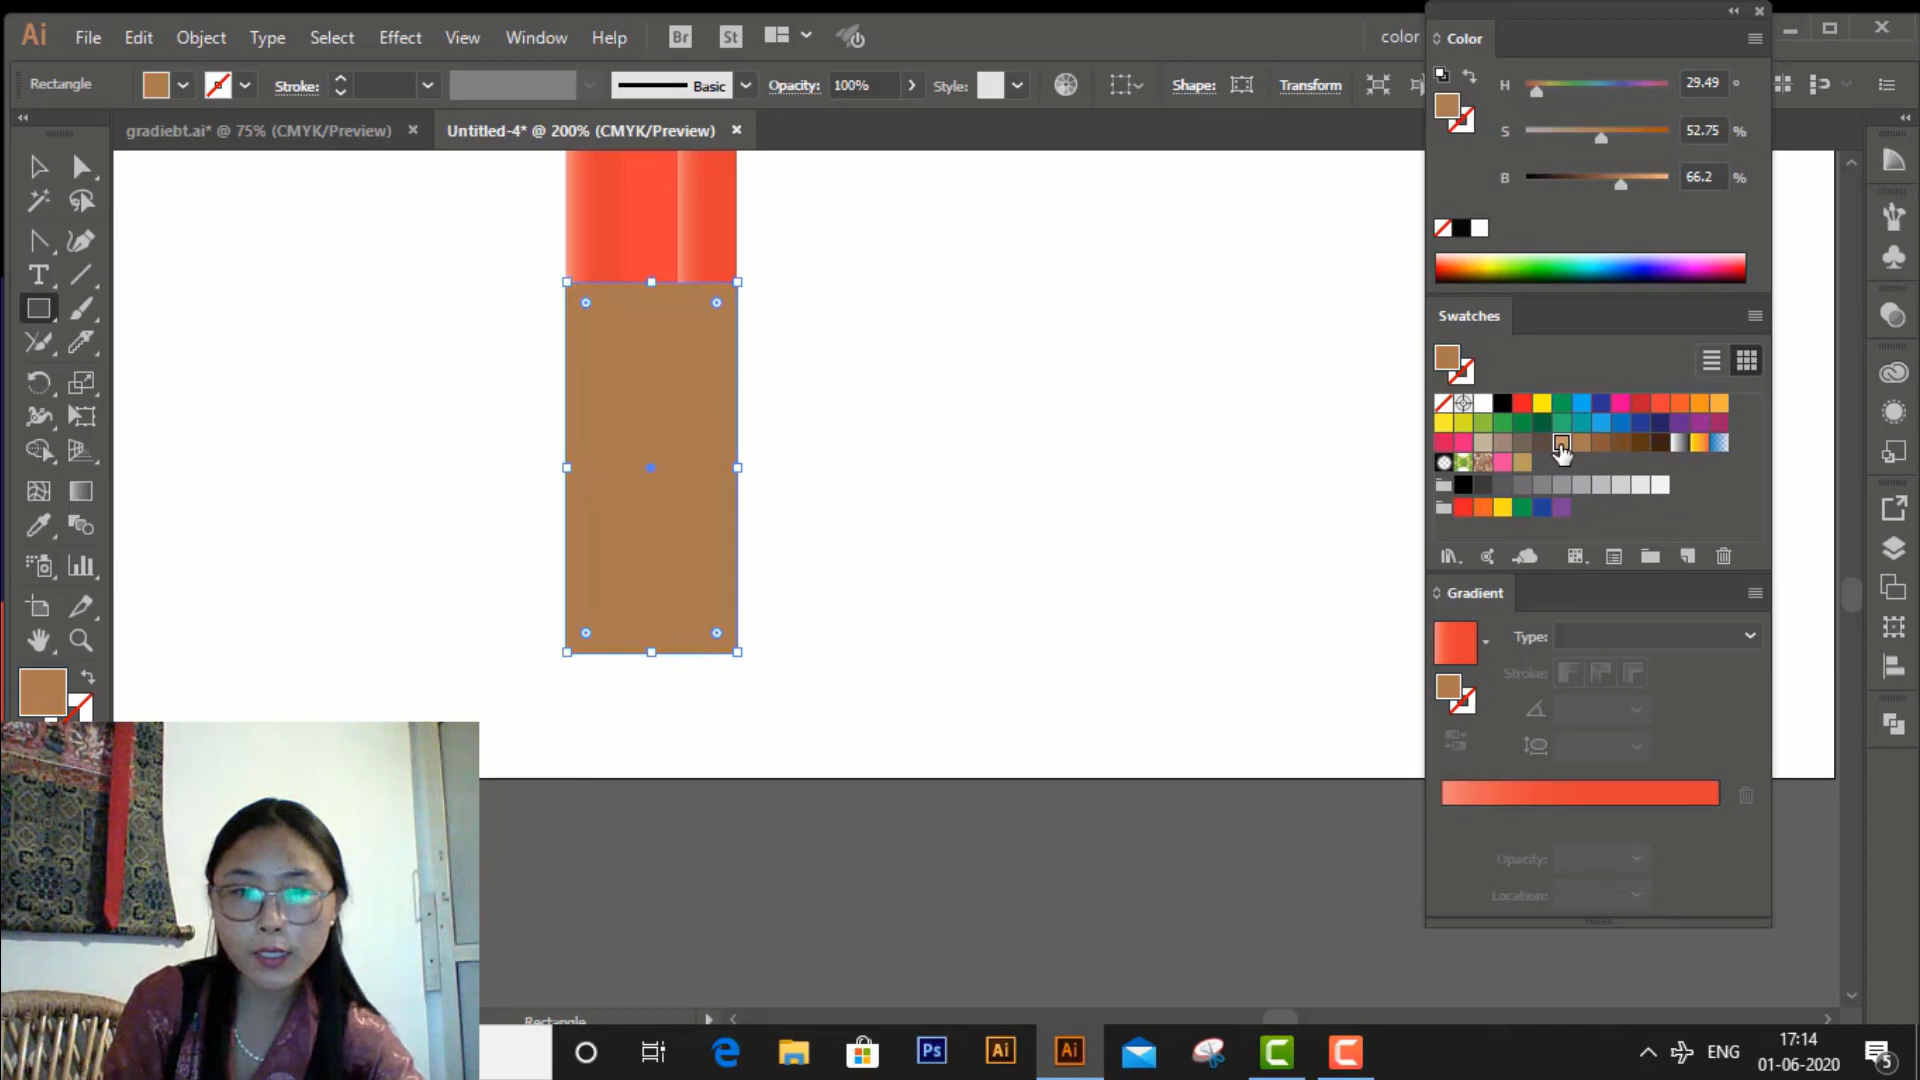 Ai File Edit Object Type Select Effect View Window Help Br St color
Rectangle Stroke: Basic Opacity: 100% Style: Shape: Transform
gradiebt.ai* @ 75% (CMYK/Preview) × Untitled-4* @ 200% (CMYK/Preview) ×
Color
H 29.49 °
S 52.75 %
B 66.2 %
Swatches
Gradient
Type:
Stroke:
Opacity:
Location:
Rectangle
Ps Ai Ai
ENG
17:14
01-06-2020
5